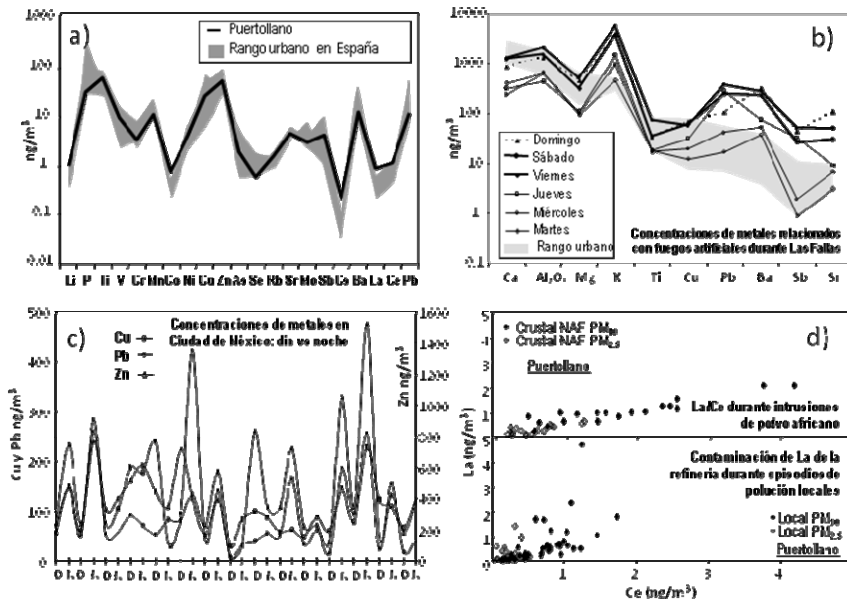 a)
Puertollano
Rango urbano en España
ng/m³
100
10
1
0.1
Li P Ti V Cr Mn Co Ni Cu Zn As Se Rb Sr Mo Sb Cs Ba La Ce Pb
b)
10000
1000
100
10
1
ng/m³
Domingo
Sábado
Viernes
Jueves
Miércoles
Martes
Rango urbano
Concentraciones de metales relacionados
con fuegos artificiales durante Las Fallas
Ca Al₂O₃ Mg K Ti Cu Pb Ba Sb Sr
c)
Concentraciones de metales en
Ciudad de México: dia vs noche
Cu
Pb
Zn
Cu y Pb ng/m³
500
400
300
200
100
0
Zn ng/m³
1600
1400
1200
1000
800
600
400
200
0
d)
Crustal NAF PM₁₀
Crustal NAF PM₂.₅
Puertollano
La/Ce durante intrusiones
de polvo africano
Contaminación de La de la
refinería durante episodios de
polución locales
Local PM₁₀
Local PM₂.₅
Puertollano
La (ng/m³)
5
4
3
2
1
0
1 2 3 4
Ce (ng/m³)